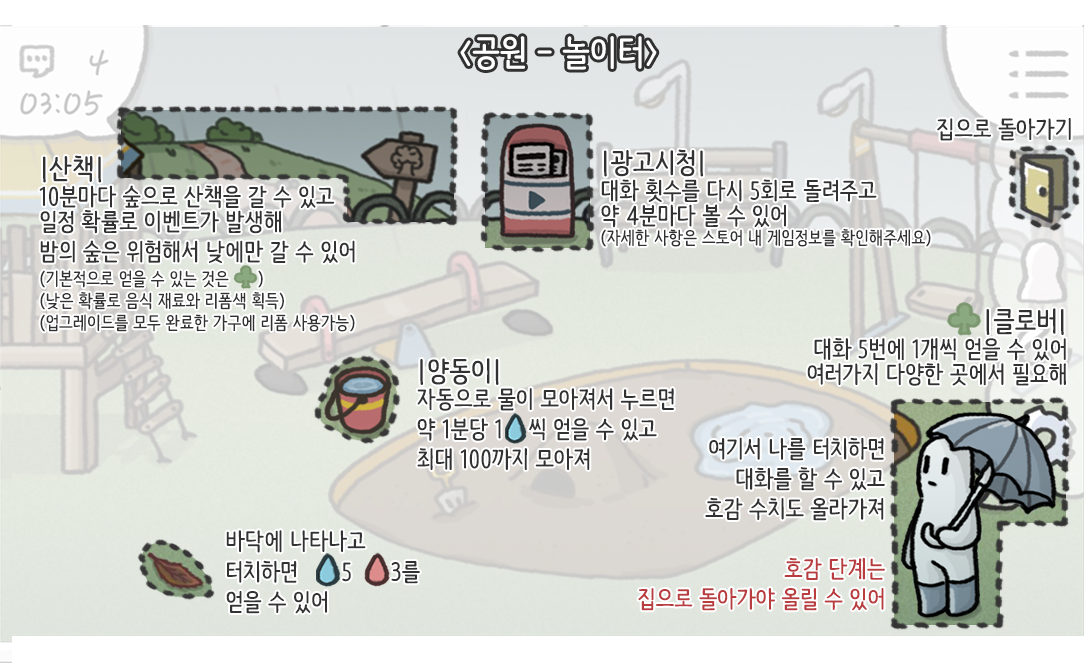 <공원 - 놀이터>
4
03:05
집으로 돌아가기
|산책|
10분마다 숲으로 산책을 갈 수 있고
일정 확률로 이벤트가 발생해
밤의 숲은 위험해서 낮에만 갈 수 있어
(기본적으로 얻을 수 있는 것은 )
(낮은 확률로 음식 재료와 리폼색 획득)
(업그레이드를 모두 완료한 가구에 리폼 사용가능)
|광고시청|
대화 횟수를 다시 5회로 돌려주고
약 4분마다 볼 수 있어
(자세한 사항은 스토어 내 게임정보를 확인해주세요)
|클로버|
대화 5번에 1개씩 얻을 수 있어
여러가지 다양한 곳에서 필요해
|양동이|
자동으로 물이 모아져서 누르면
약 1분당 1 씩 얻을 수 있고
최대 100까지 모아져
여기서 나를 터치하면
대화를 할 수 있고
호감 수치도 올라가져
바닥에 나타나고
터치하면 5 3를
얻을 수 있어
호감 단계는
집으로 돌아가야 올릴 수 있어